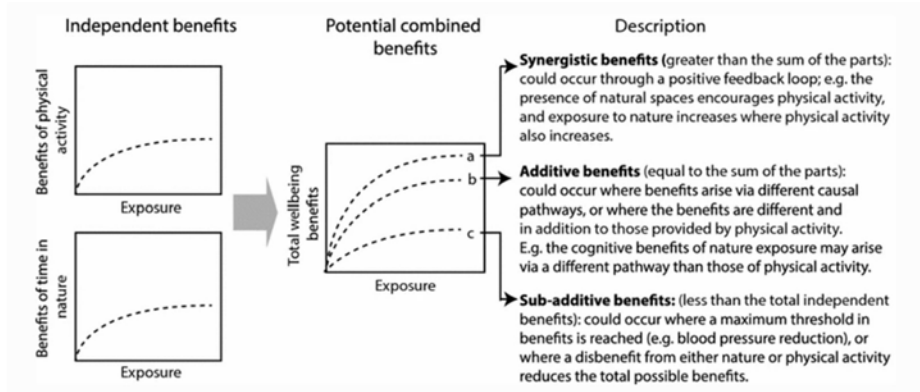 Independent benefits
Benefits of physical
activity
Exposure
Benefits of time in
nature
Exposure
Potential combined
benefits
Total wellbeing
benefits
a
b
c
Exposure
Description
Synergistic benefits (greater than the sum of the parts):
could occur through a positive feedback loop; e.g. the
presence of natural spaces encourages physical activity,
and exposure to nature increases where physical activity
also increases.
Additive benefits (equal to the sum of the parts):
could occur where benefits arise via different causal
pathways, or where the benefits are different and
in addition to those provided by physical activity.
E.g. the cognitive benefits of nature exposure may arise
via a different pathway than those of physical activity.
Sub-additive benefits: (less than the total independent
benefits): could occur where a maximum threshold in
benefits is reached (e.g. blood pressure reduction), or
where a disbenefit from either nature or physical activity
reduces the total possible benefits.